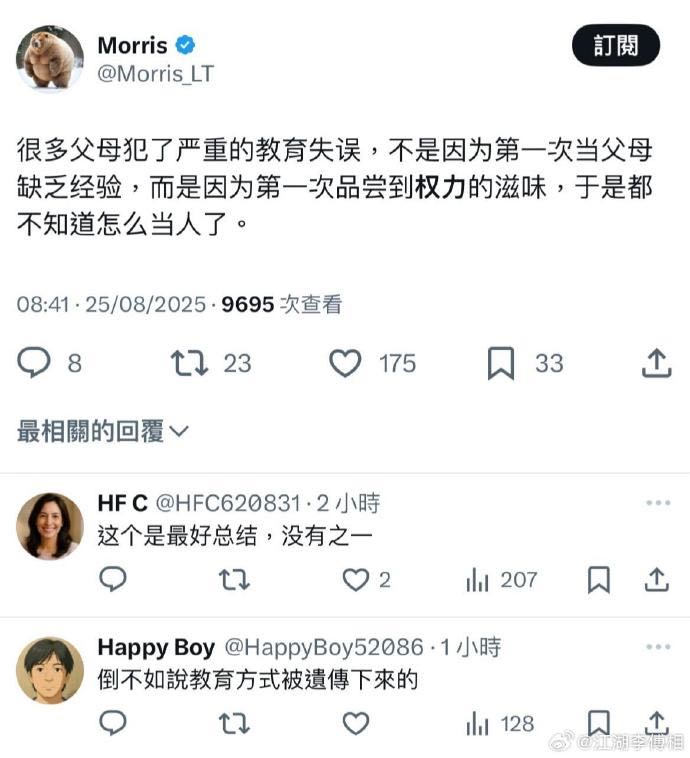 Morris
訂閱
@Morris_LT
很多父母犯了严重的教育失误，不是因为第一次当父母
缺乏经验，而是因为第一次品尝到权力的滋味，于是都
不知道怎么当人了。
08:41 · 25/08/2025 · 9695 次查看
8 23 175 33
最相關的回覆
HF C @HFC620831 · 2 小時
这个是最好总结，没有之一
2 207
Happy Boy @HappyBoy52086 · 1 小時
倒不如說教育方式被遺傳下來的
128
@江湖李傅相